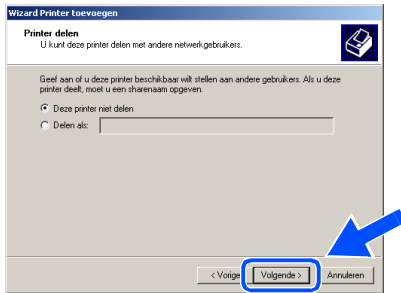 Wizard Printer toevoegen
Printer delen
U kunt deze printer delen met andere netwerkgebruikers.
Geef aan of u deze printer beschikbaar wilt stellen aan andere gebruikers. Als u deze
printer deelt, moet u een sharenaam opgeven.
Deze printer niet delen
Delen als:
< Vorige
Volgende >
Annuleren